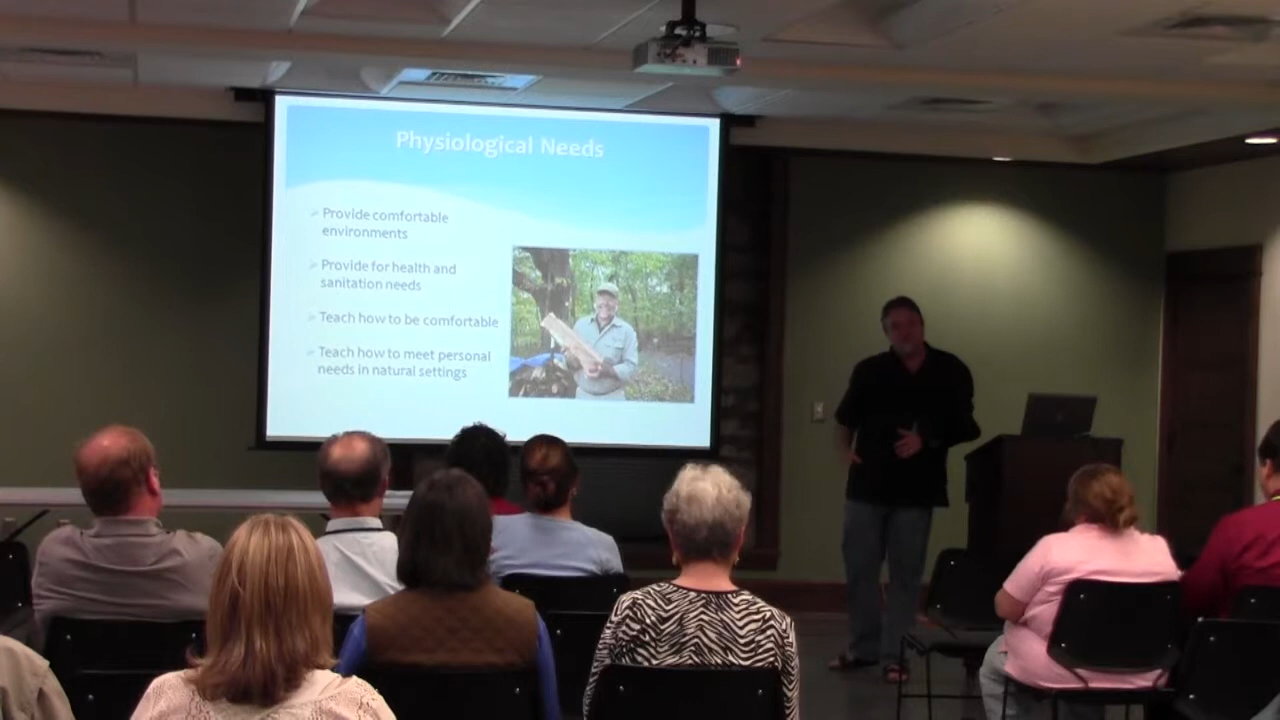 Physiological Needs
Provide comfortable
environments
Provide for health and
sanitation needs
Teach how to be comfortable
Teach how to meet personal
needs in natural settings